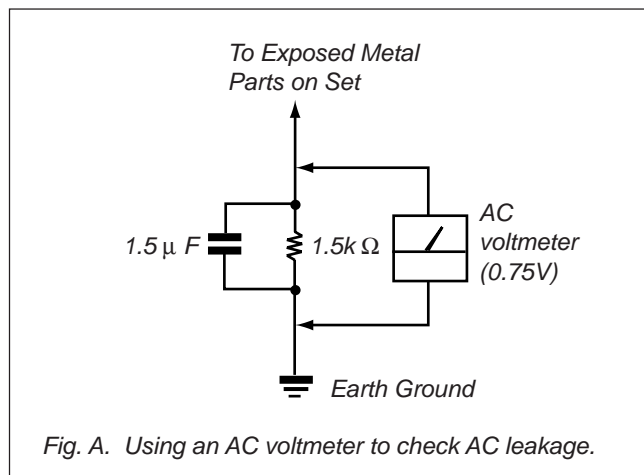 To Exposed Metal
Parts on Set
1.5 μ F
1.5k Ω
AC
voltmeter
(0.75V)
Earth Ground
Fig. A. Using an AC voltmeter to check AC leakage.